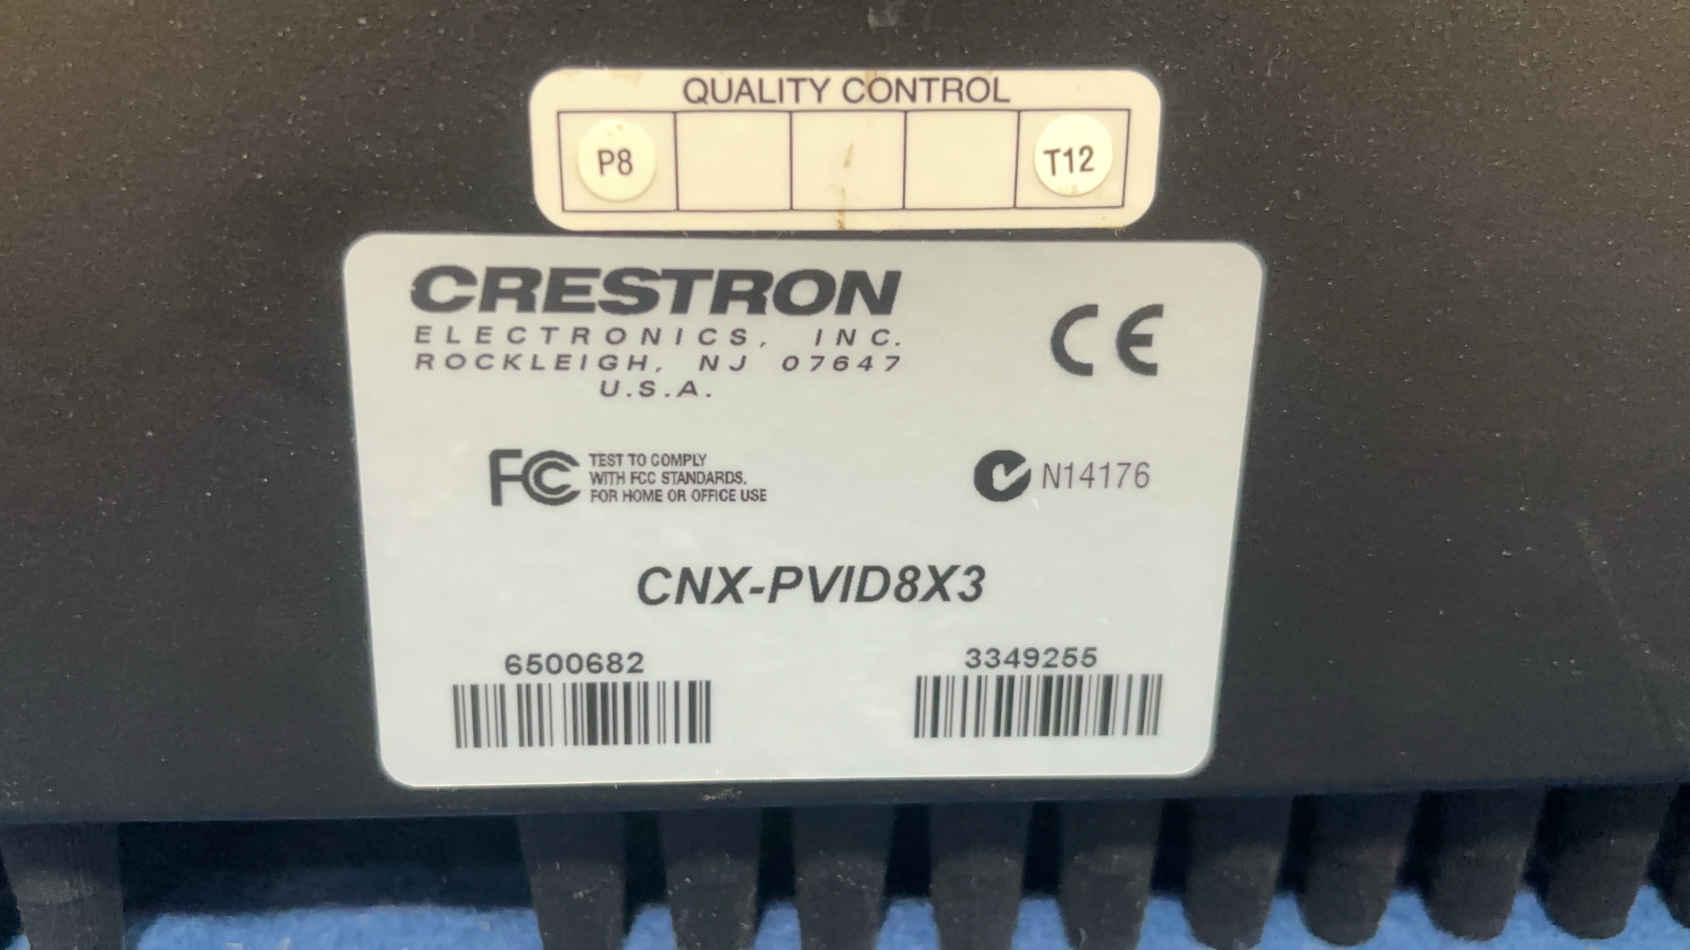 QUALITY CONTROL
P8 T12
CRESTRON
ELECTRONICS, INC.
ROCKLEIGH, NJ 07647
U.S.A.
CE
FC TEST TO COMPLY
WITH FCC STANDARDS.
FOR HOME OR OFFICE USE
N14176
CNX-PVID8X3
6500682 3349255